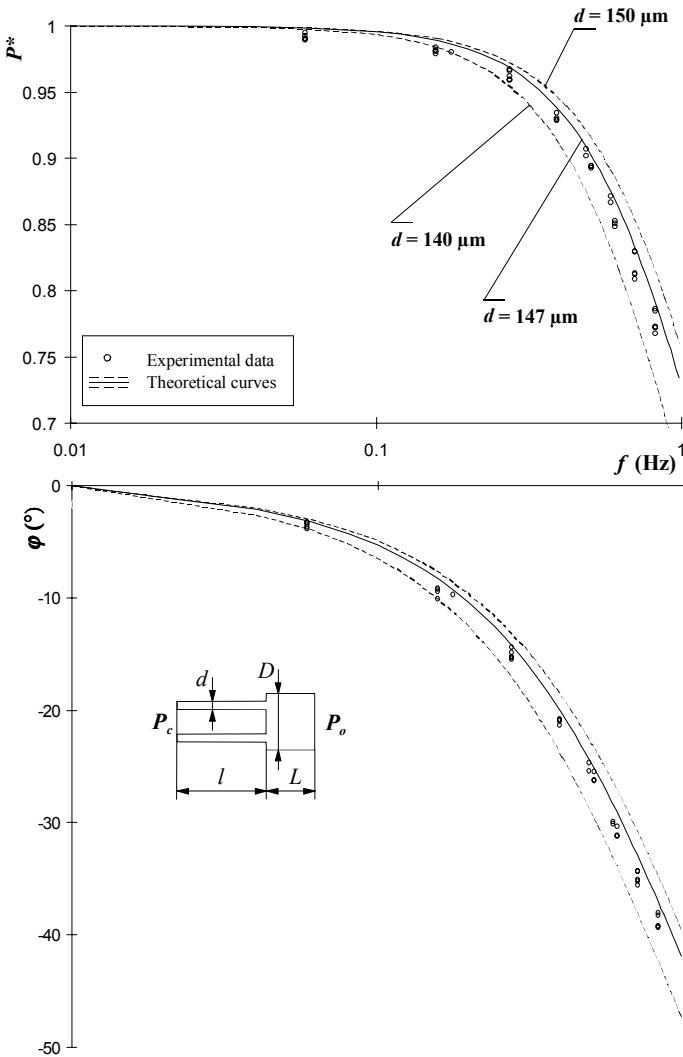 P*
1
0.95
0.9
0.85
0.8
0.75
0.7
d = 150 μm
d = 140 μm
d = 147 μm
Experimental data
Theoretical curves
0.01
0.1
1
f (Hz)
φ (°)
0
-10
-20
-30
-40
-50
d
D
P_c
P_o
l
L